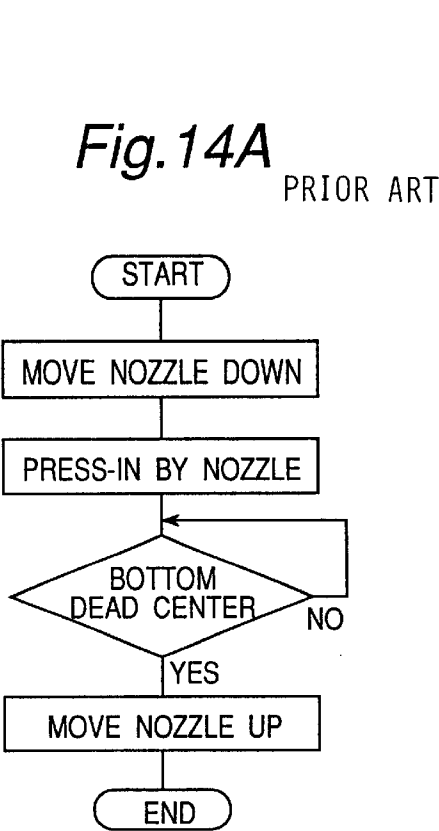 Fig.14A
PRIOR ART
START
MOVE NOZZLE DOWN
PRESS-IN BY NOZZLE
BOTTOM
DEAD CENTER
NO
YES
MOVE NOZZLE UP
END